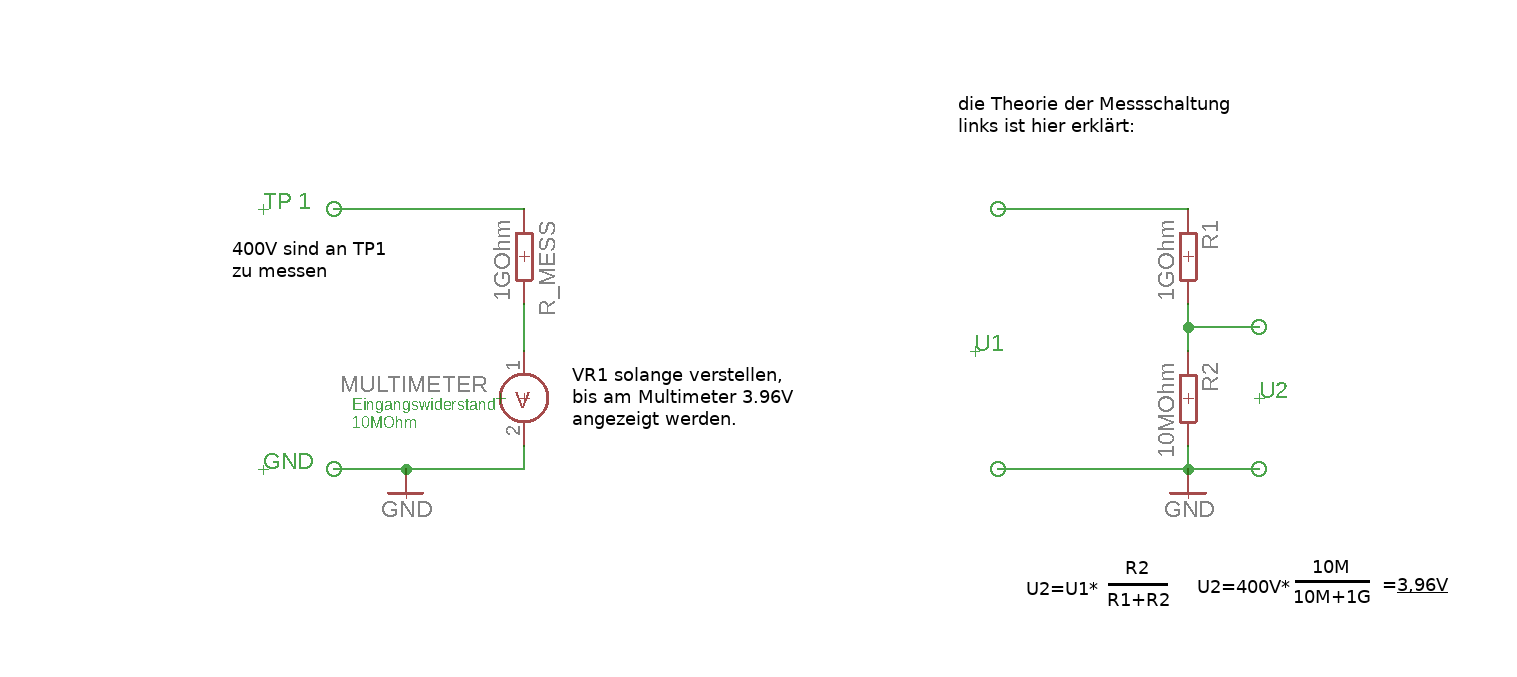 die Theorie der Messschaltung
links ist hier erklärt:
TP 1
400V sind an TP1
zu messen
1GOhm
R_MESS
MULTIMETER
Eingangswiderstand
10MOhm
1
V
2
VR1 solange verstellen,
bis am Multimeter 3.96V
angezeigt werden.
GND
GND
U1
1GOhm
R1
10MOhm
R2
U2
GND
U2=U1* R2
R1+R2
U2=400V* 10M
10M+1G
=3,96V